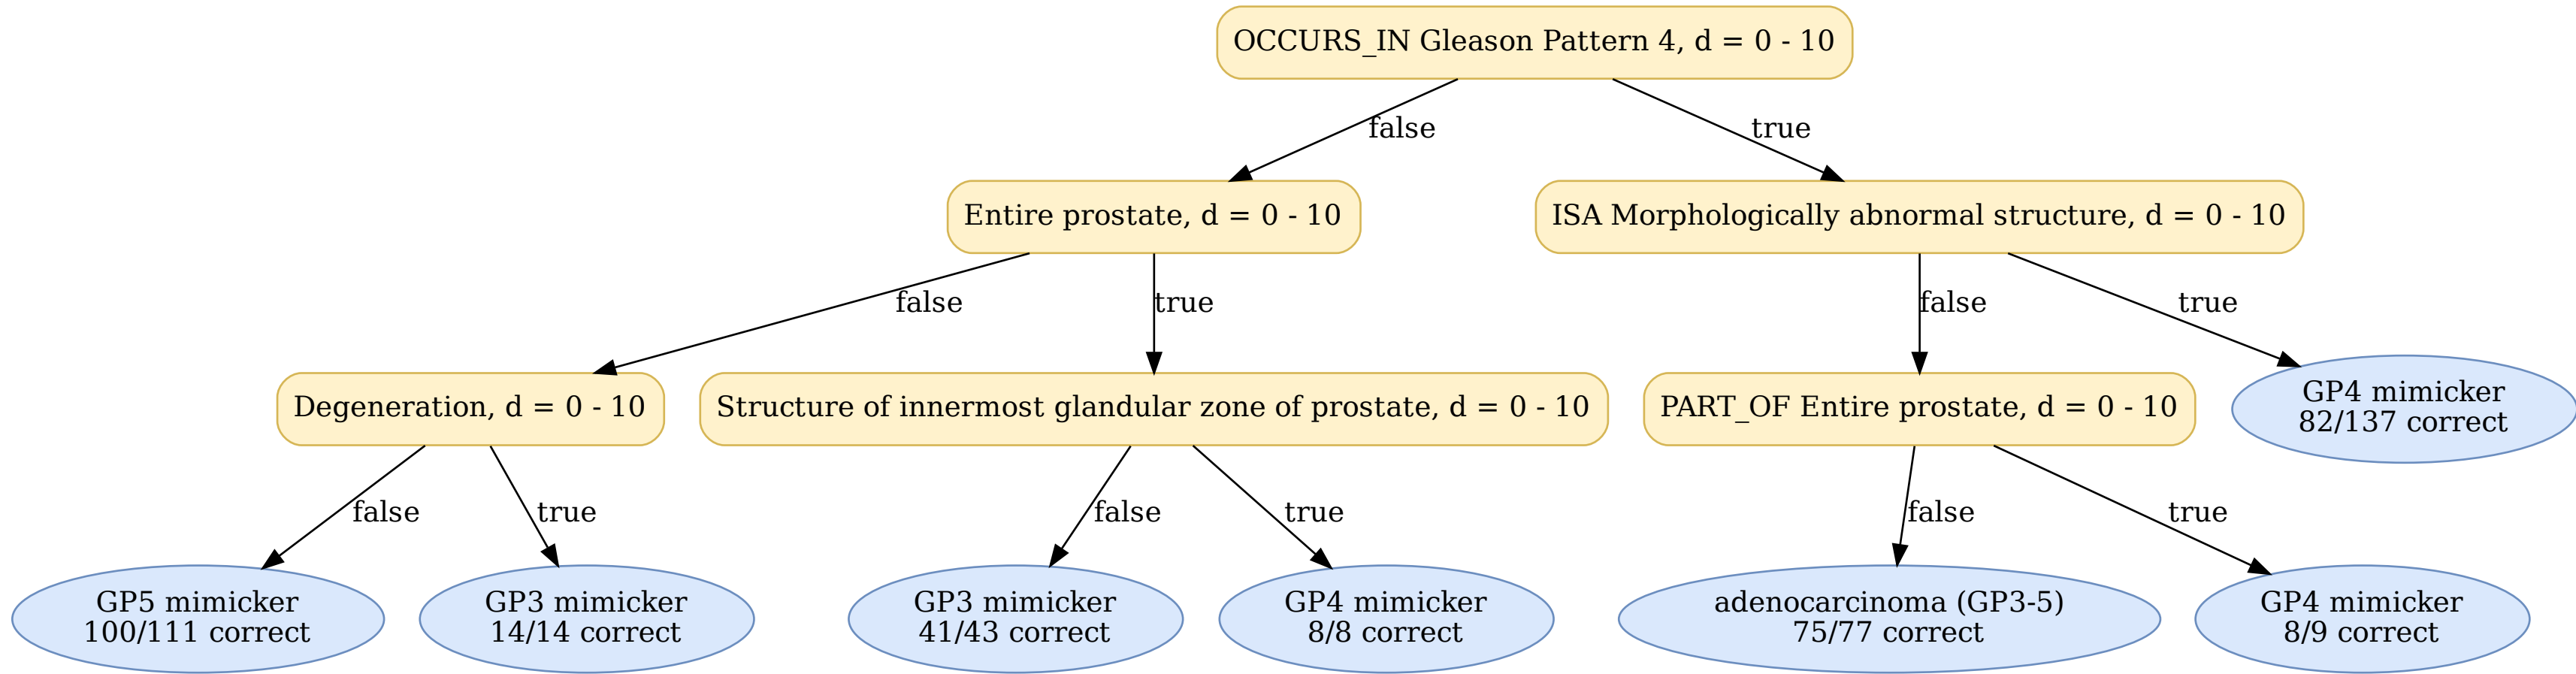 OCCURS_IN Gleason Pattern 4, d = 0 - 10
false
true
Entire prostate, d = 0 - 10
ISA Morphologically abnormal structure, d = 0 - 10
false
true
false
true
Degeneration, d = 0 - 10
Structure of innermost glandular zone of prostate, d = 0 - 10
PART_OF Entire prostate, d = 0 - 10
GP4 mimicker
82/137 correct
false
true
false
true
false
true
GP5 mimicker
100/111 correct
GP3 mimicker
14/14 correct
GP3 mimicker
41/43 correct
GP4 mimicker
8/8 correct
adenocarcinoma (GP3-5)
75/77 correct
GP4 mimicker
8/9 correct